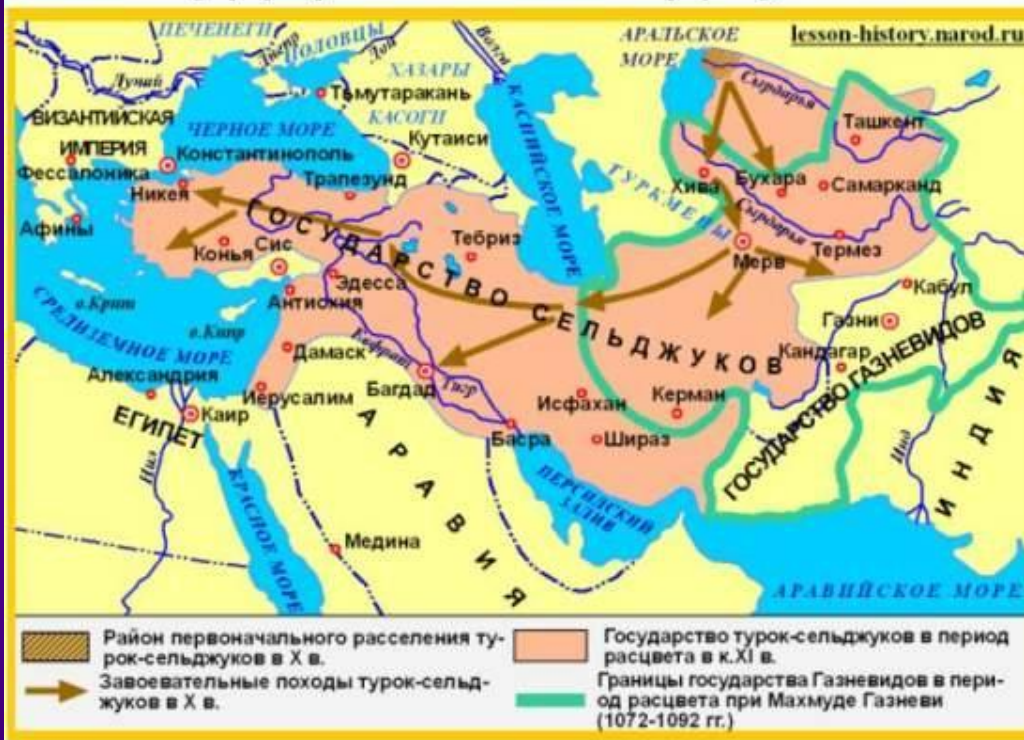 lesson-history.narod.ru
ПЕЧЕНЕГИ
ПОЛОВЦЫ
Днепр
Дон
Волга
АРАЛЬСКОЕ
МОРЕ
Сырдарья
Дунай
ХАЗАРЫ
Тьмутаракань
КАСОГИ
ВИЗАНТИЙСКАЯ
ИМПЕРИЯ
ЧЕРНОЕ МОРЕ
Константинополь
Кутаиси
КАСПИЙСКОЕ МОРЕ
Ташкент
Фессалоника
Никея
Трапезунд
ТУРКМЕНЫ
Хива
Бухара
Самарканд
Сырдарья
Афины
Конья
Сис
Тебриз
Мерв
Термез
ГОСУДАРСТВО СЕЛЬДЖУКОВ
Эдесса
Антиохия
о.Крит
о.Кипр
СРЕДИЗЕМНОЕ МОРЕ
Кабул
Газни
Кандагар
ГОСУДАРСТВО ГАЗНЕВИДОВ
ИНДИЯ
Инд
Дамаск
Евфрат
Тигр
Багдад
Александрия
Иерусалим
Каир
ЕГИПЕТ
Нил
АРАВИЯ
Исфахан
Керман
Басра
Шираз
ПЕРСИДСКИЙ
ЗАЛИВ
КРАСНОЕ МОРЕ
Медина
АРАВИЙСКОЕ МОРЕ
Район первоначального расселения ту-
рок-сельджуков в X в.
Завоевательные походы турок-сельд-
жуков в X в.
Государство турок-сельджуков в период
расцвета в к.XI в.
Границы государства Газневидов в пери-
од расцвета при Махмуде Газневи
(1072-1092 гг.)